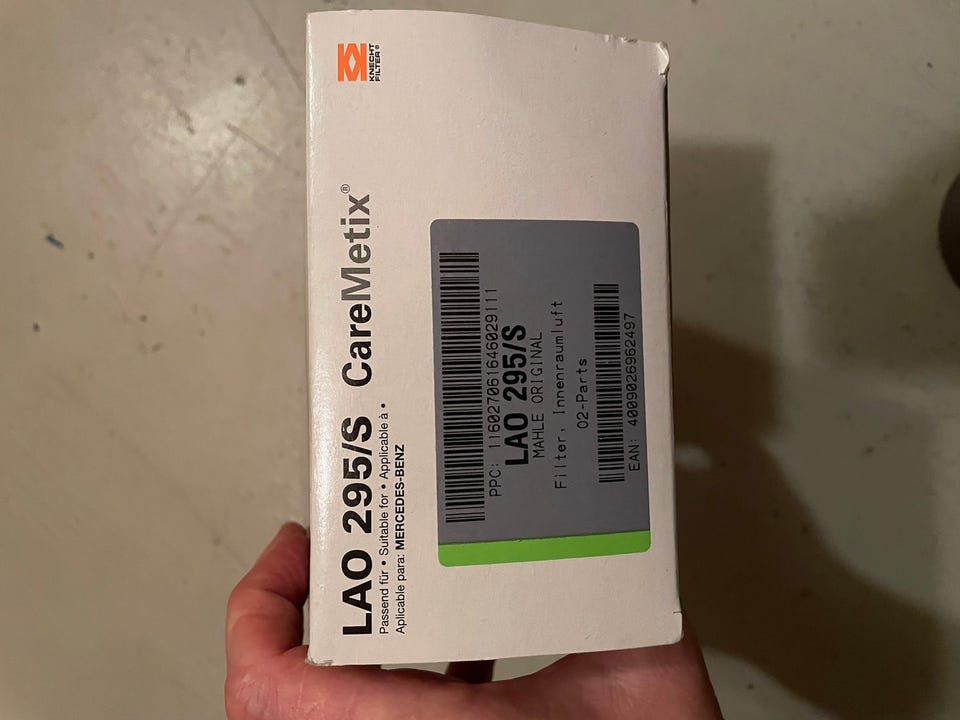 LAO 295/S CareMetix®
KNECHT
FILTER®
Passend für • Suitable for • Applicable à •
Aplicable para: MERCEDES-BENZ
PPC: 11602706164602911
LAO 295/S
MAHLE ORIGINAL
Filter, Innenraumluft
02-Parts
EAN: 4009026962497